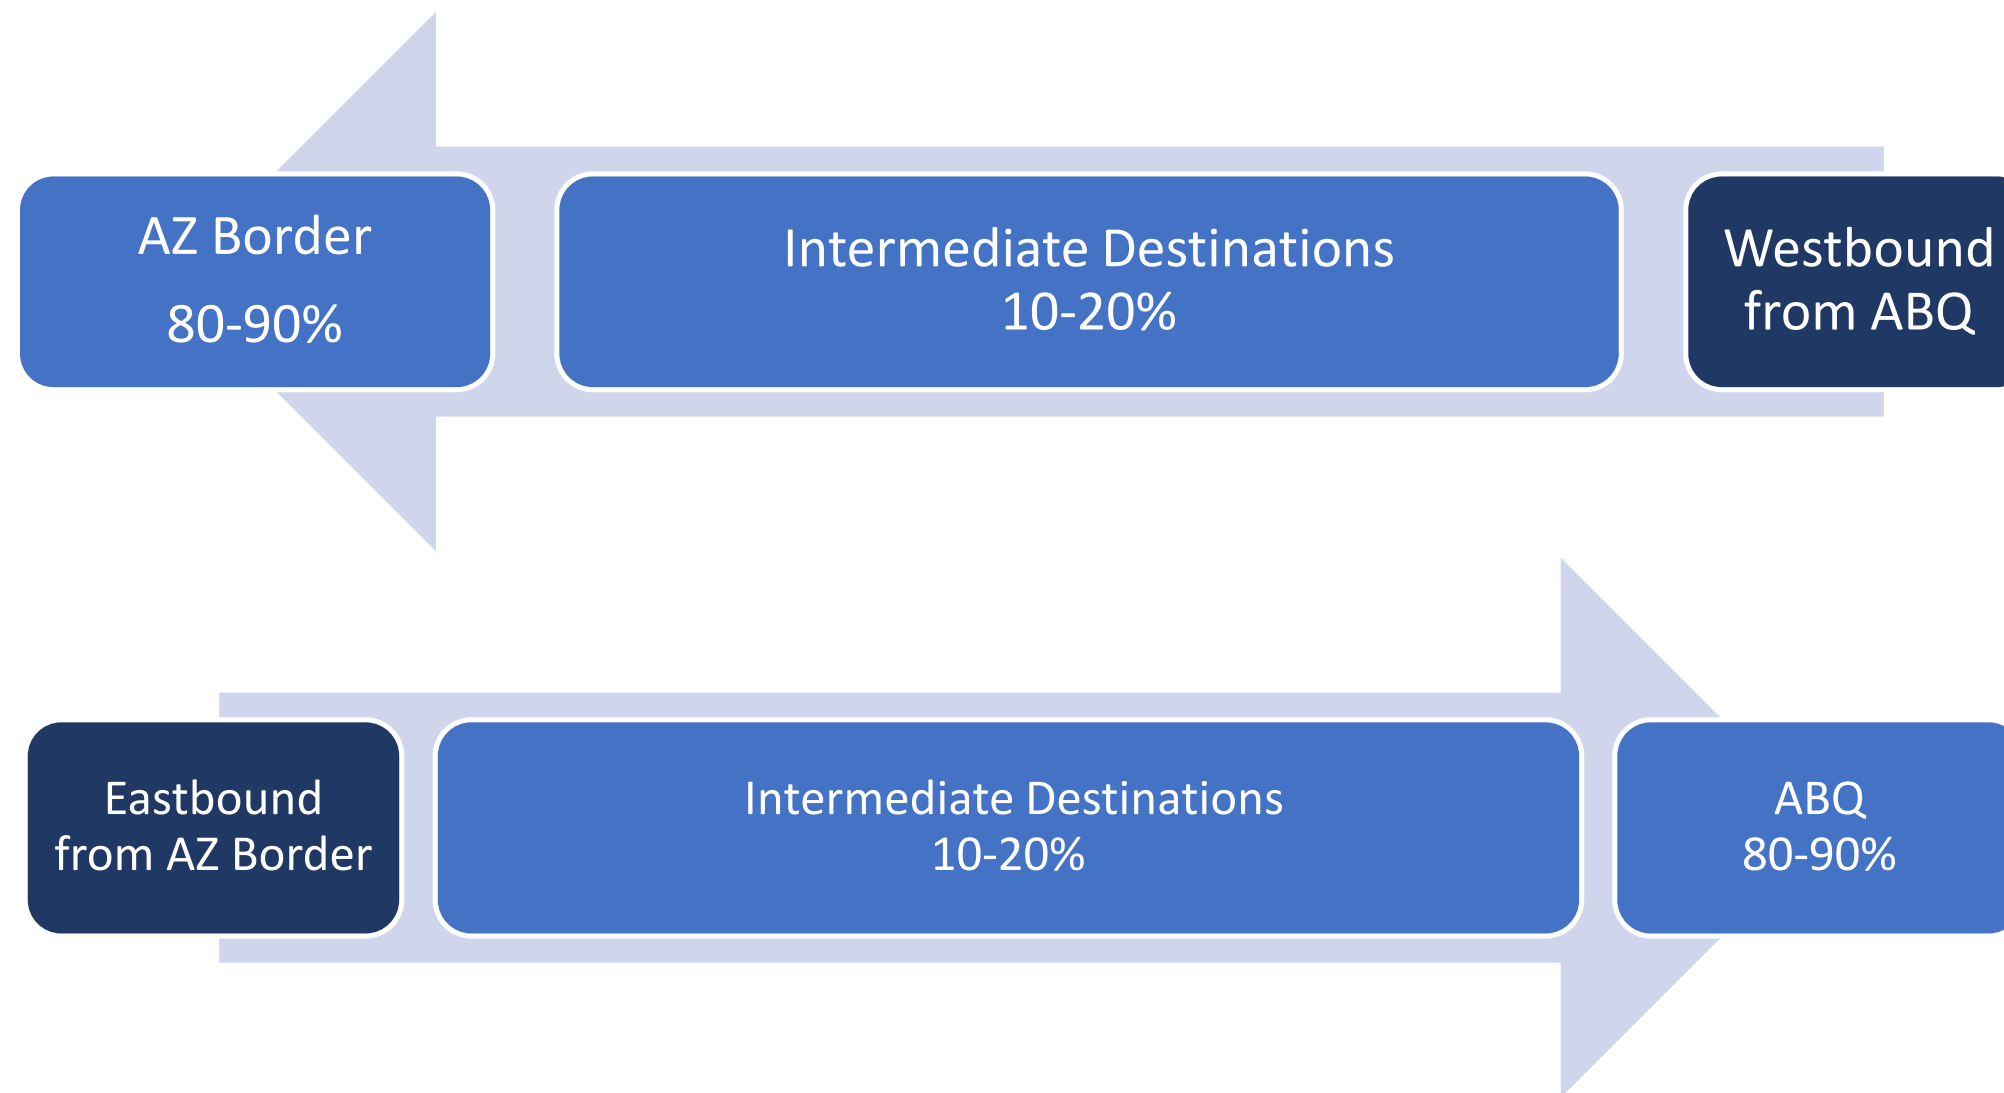 AZ Border
80-90%
Intermediate Destinations
10-20%
Westbound
from ABQ
Eastbound
from AZ Border
Intermediate Destinations
10-20%
ABQ
80-90%